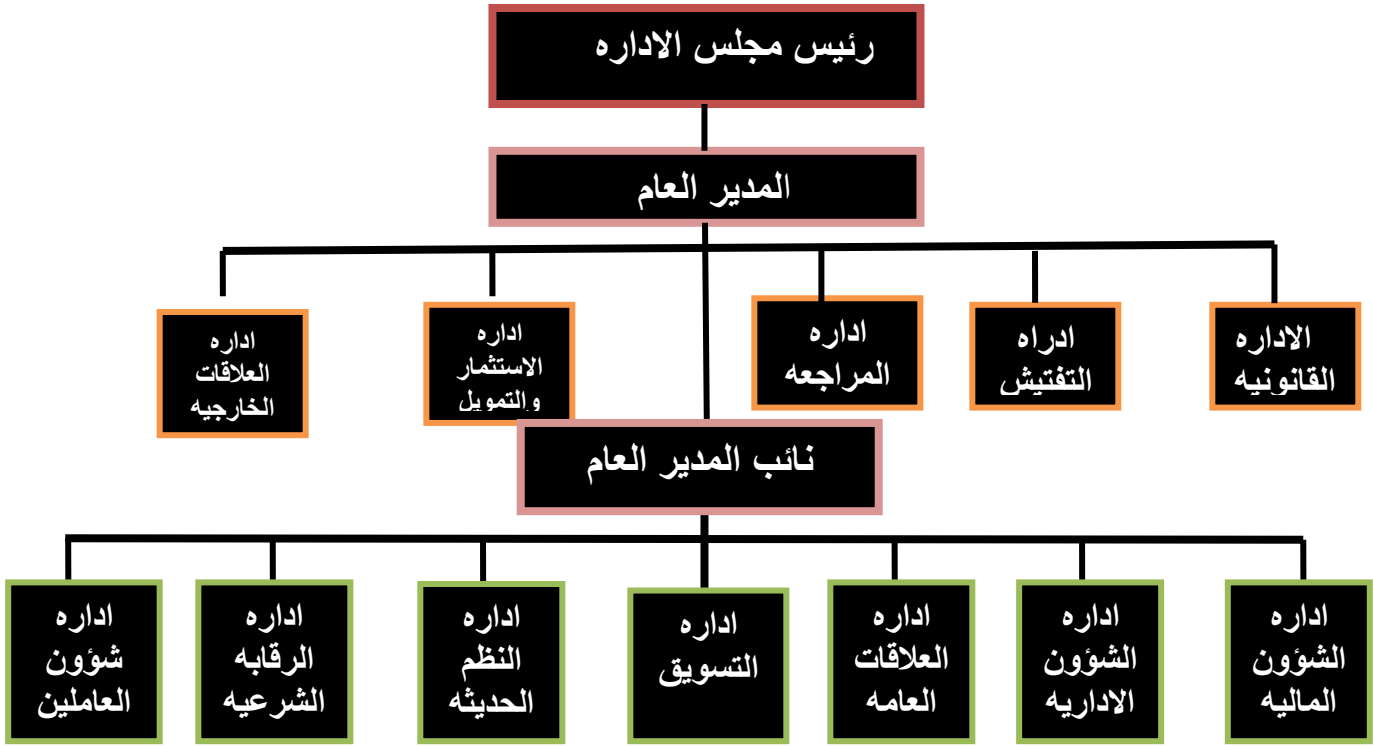 رئيس مجلس الاداره
المدير العام
الاداره
القانونيه
ادراه
التفتيش
اداره
المراجعه
اداره
الاستثمار
والتمويل
اداره
العلاقات
الخارجيه
نائب المدير العام
اداره
الشؤون
الماليه
اداره
الشؤون
الاداريه
اداره
العلاقات
العامه
اداره
التسويق
اداره
النظم
الحديثه
اداره
الرقابه
الشرعيه
اداره
شؤون
العاملين